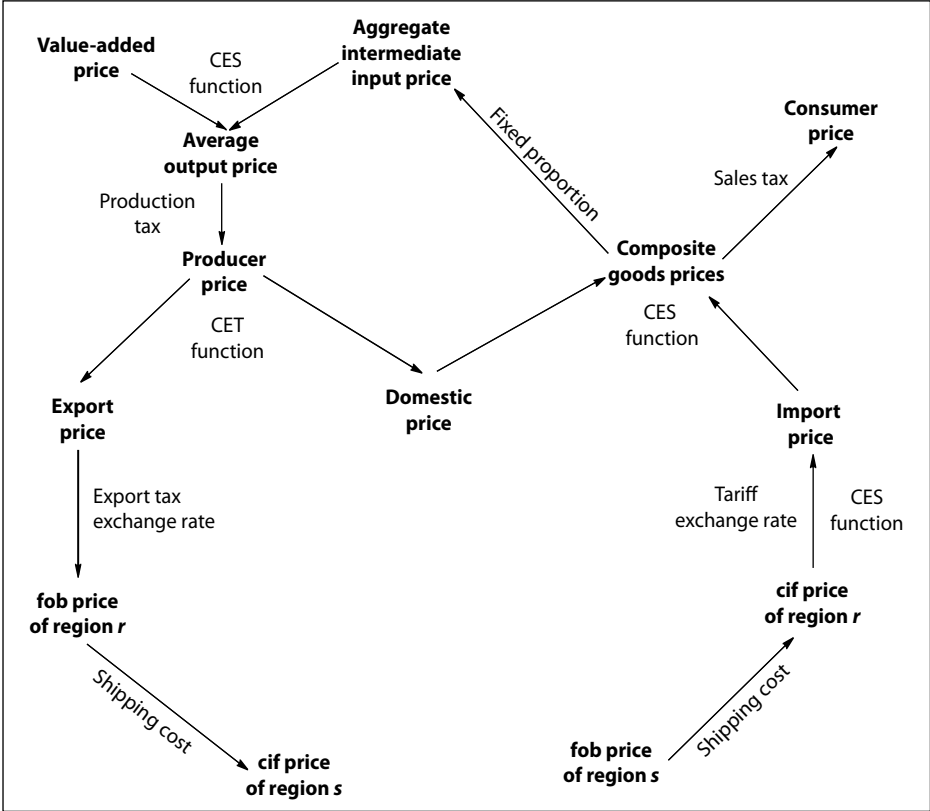 Value-added
price
CES
function
Aggregate
intermediate
input price
Consumer
price
Average
output price
Fixed proportion
Sales tax
Production
tax
Producer
price
Composite
goods prices
CET
function
CES
function
Export
price
Domestic
price
Import
price
Export tax
exchange rate
Tariff
exchange rate
CES
function
fob price
of region r
cif price
of region r
Shipping cost
Shipping cost
cif price
of region s
fob price
of region s